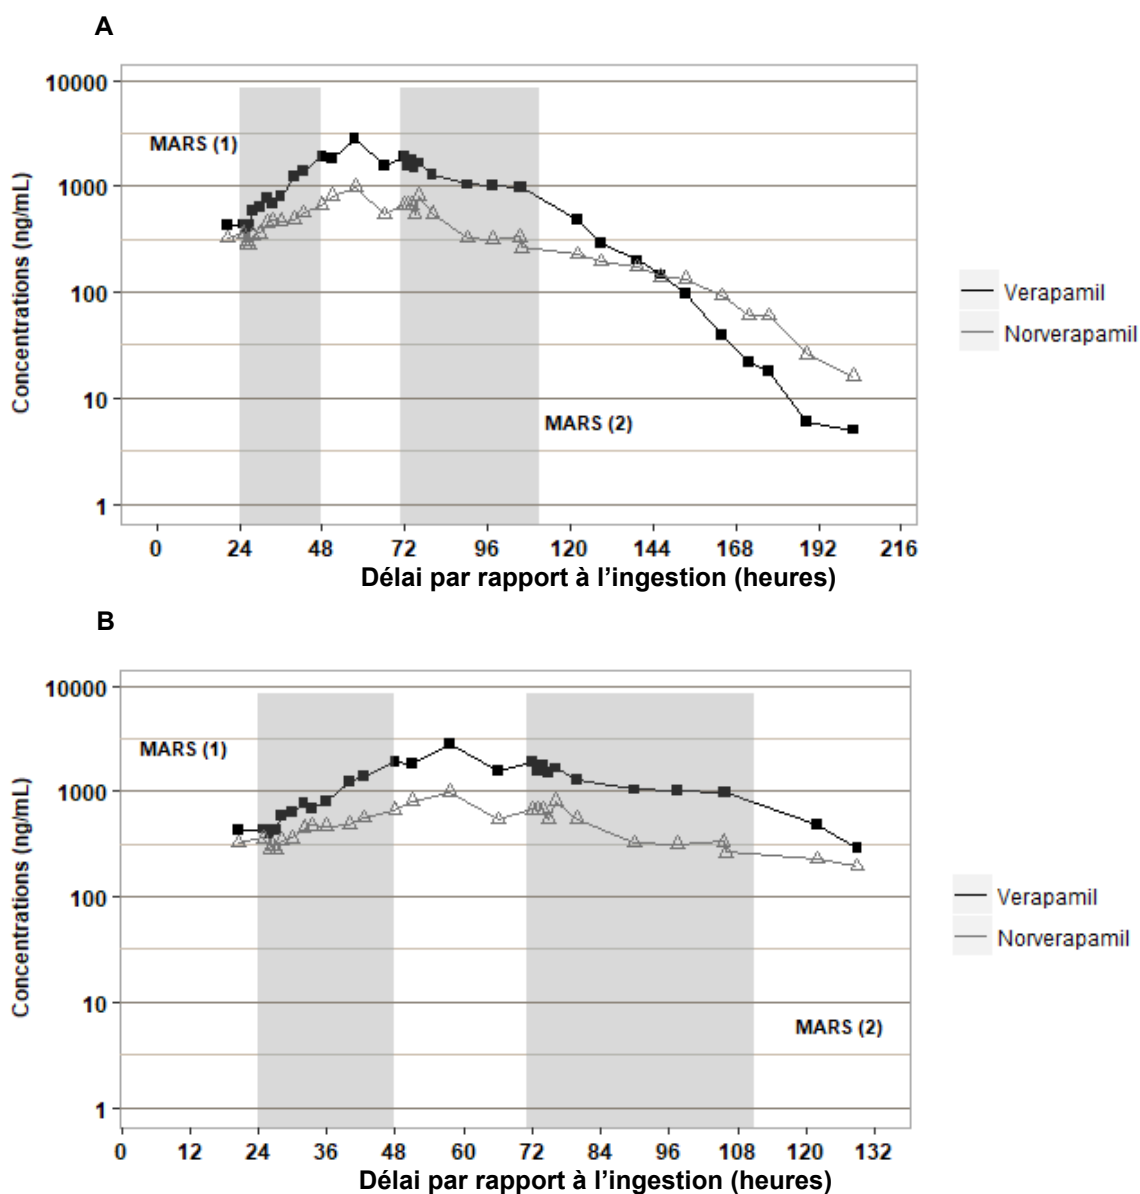 A
10000
1000
100
10
1
Concentrations (ng/mL)
MARS (1)
MARS (2)
0 24 48 72 96 120 144 168 192 216
Délai par rapport à l'ingestion (heures)
Verapamil
Norverapamil
B
10000
1000
100
10
1
Concentrations (ng/mL)
MARS (1)
MARS (2)
0 12 24 36 48 60 72 84 96 108 120 132
Délai par rapport à l'ingestion (heures)
Verapamil
Norverapamil